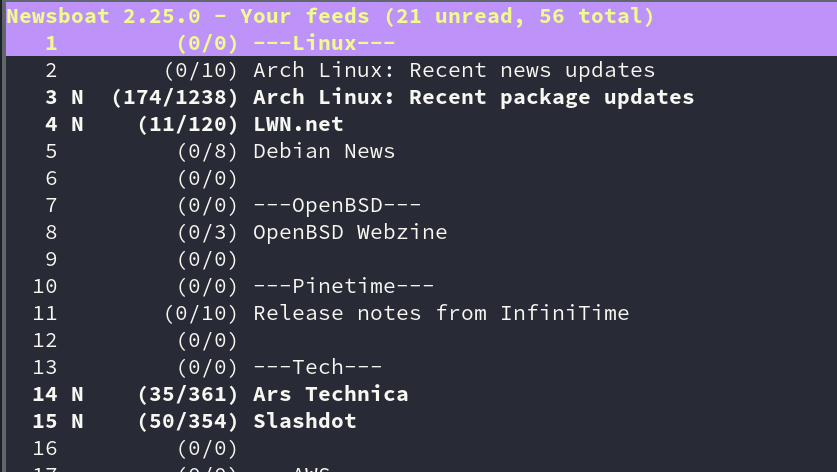 Newsboat 2.25.0 - Your feeds (21 unread, 56 total)
1 (0/0) ---Linux---
2 (0/10) Arch Linux: Recent news updates
3 N (174/1238) Arch Linux: Recent package updates
4 N (11/120) LWN.net
5 (0/8) Debian News
6 (0/0)
7 (0/0) ---OpenBSD---
8 (0/3) OpenBSD Webzine
9 (0/0)
10 (0/0) ---Pinetime---
11 (0/10) Release notes from InfiniTime
12 (0/0)
13 (0/0) ---Tech---
14 N (35/361) Ars Technica
15 N (50/354) Slashdot
16 (0/0)
17 (0/0) ---AWS---